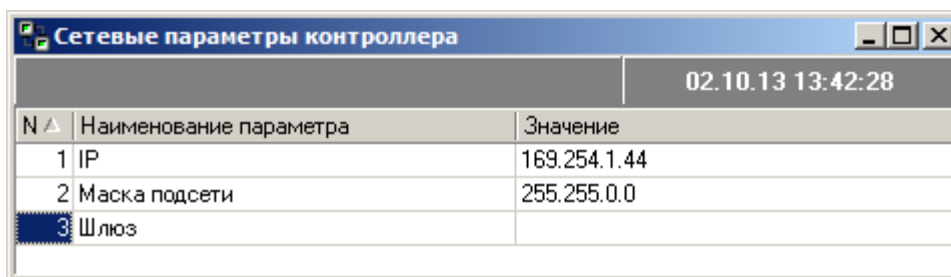 Сетевые параметры контроллера
02.10.13 13:42:28
N Наименование параметра Значение
1 IP 169.254.1.44
2 Маска подсети 255.255.0.0
3 Шлюз